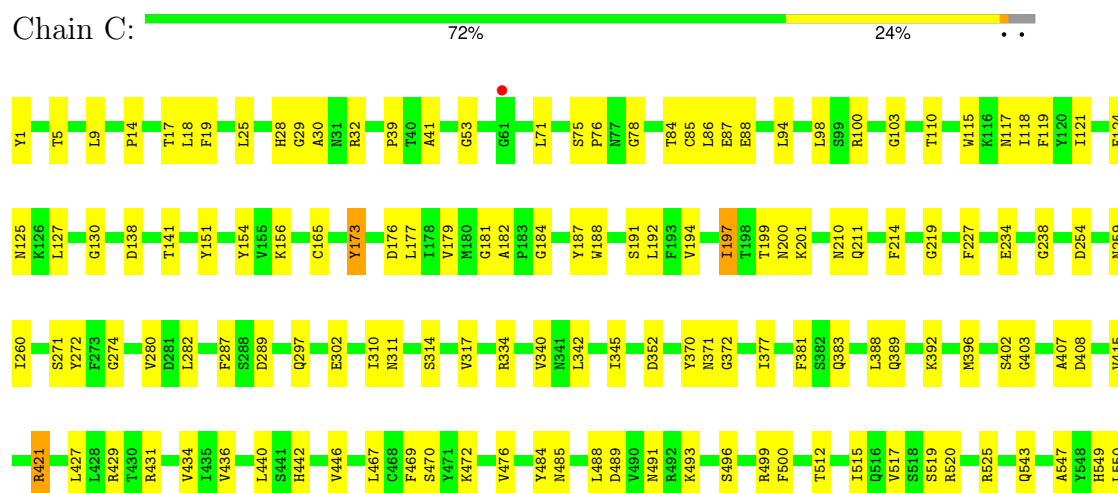 Chain C:
72% 24% • •
Y1 T5 L9 P14 T17 L18 F19 L25 H28 G29 A30 N31 R32 P39 T40 A41 G53 G61 L71 S75 P76 N77 G78 T84 C85 L86 E87 E88 L94 L98 S99 R100 G103 T110 W115 K116 N117 I118 F119 Y120 I121
N125 K126 L127 G130 D138 T141 Y151 Y154 V155 K156 C165 Y173 D176 L177 I178 V179 M180 G181 A182 P183 G184 Y187 W188 S191 L192 F193 V194 I197 T198 T199 N200 K201 N210 Q211 F214 G219 F227 E234 G238 D254 N259
I260 S271 Y272 F273 G274 V280 D281 L282 F287 S288 D289 Q297 E302 I310 N311 S314 V317 R334 V340 N341 L342 I345 D352 Y370 N371 G372 I377 F381 S382 Q383 L388 Q389 K392 M396 S402 G403 A407 D408 V415
R421 L427 L428 R429 T430 R431 V434 I435 V436 L440 S441 H442 V446 L467 C468 F469 S470 Y471 K472 V476 Y484 N485 L488 D489 V490 N491 R492 K493 S496 R499 F500 T512 I515 Q516 V517 S518 S519 R520 R525 Q543 A547 Y548 H549